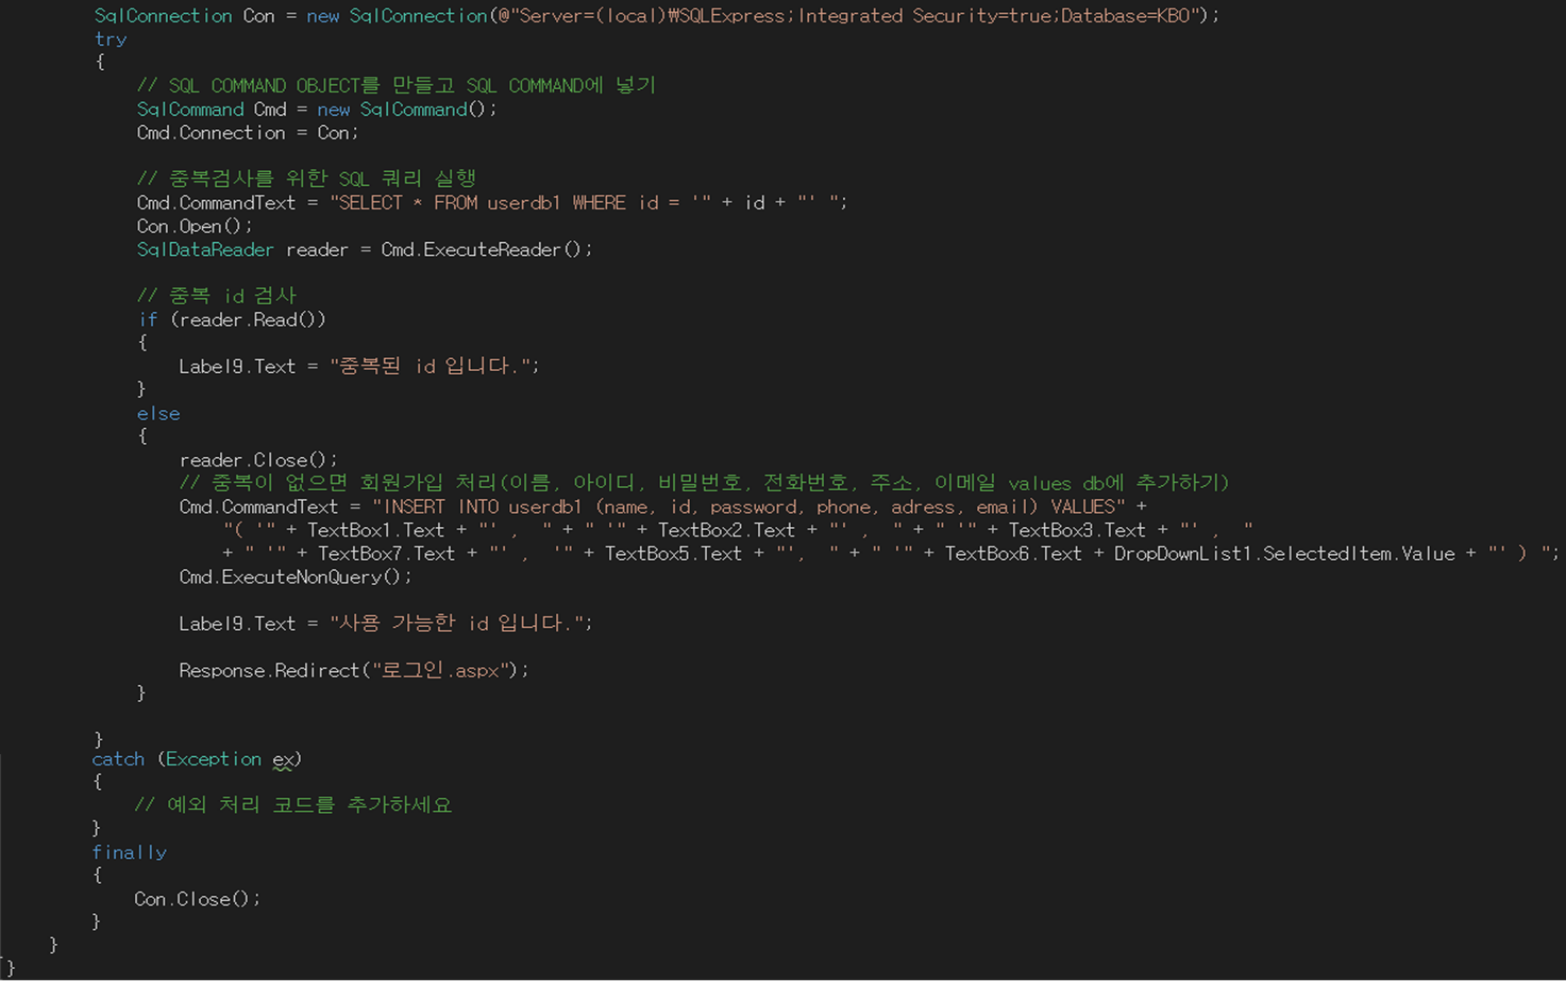 SqlConnection Con = new SqlConnection(@"Server=(local)₩SQLExpress;Integrated Security=true;Database=KBO");
try
{
// SQL COMMAND OBJECT를 만들고 SQL COMMAND에 넣기
SqlCommand Cmd = new SqlCommand();
Cmd.Connection = Con;
// 중복검사를 위한 SQL 쿼리 실행
Cmd.CommandText = "SELECT * FROM userdb1 WHERE id = '" + id + "' ";
Con.Open();
SqlDataReader reader = Cmd.ExecuteReader();
// 중복 id 검사
if (reader.Read())
{
Label9.Text = "중복된 id 입니다.";
}
else
{
reader.Close();
// 중복이 없으면 회원가입 처리(이름, 아이디, 비밀번호, 전화번호, 주소, 이메일 values db에 추가하기)
Cmd.CommandText = "INSERT INTO userdb1 (name, id, password, phone, adress, email) VALUES" +
"( '" + TextBox1.Text + "' ,  " + " '" + TextBox2.Text + "' ,  " + " '" + TextBox3.Text + "' ,  "
+ " '" + TextBox7.Text + "' ,  '" + TextBox5.Text + "',  " + " '" + TextBox6.Text + DropDownList1.SelectedItem.Value + "' ) ";
Cmd.ExecuteNonQuery();
Label9.Text = "사용 가능한 id 입니다.";
Response.Redirect("로그인.aspx");
}
}
catch (Exception ex)
{
// 예외 처리 코드를 추가하세요
}
finally
{
Con.Close();
}
}
}